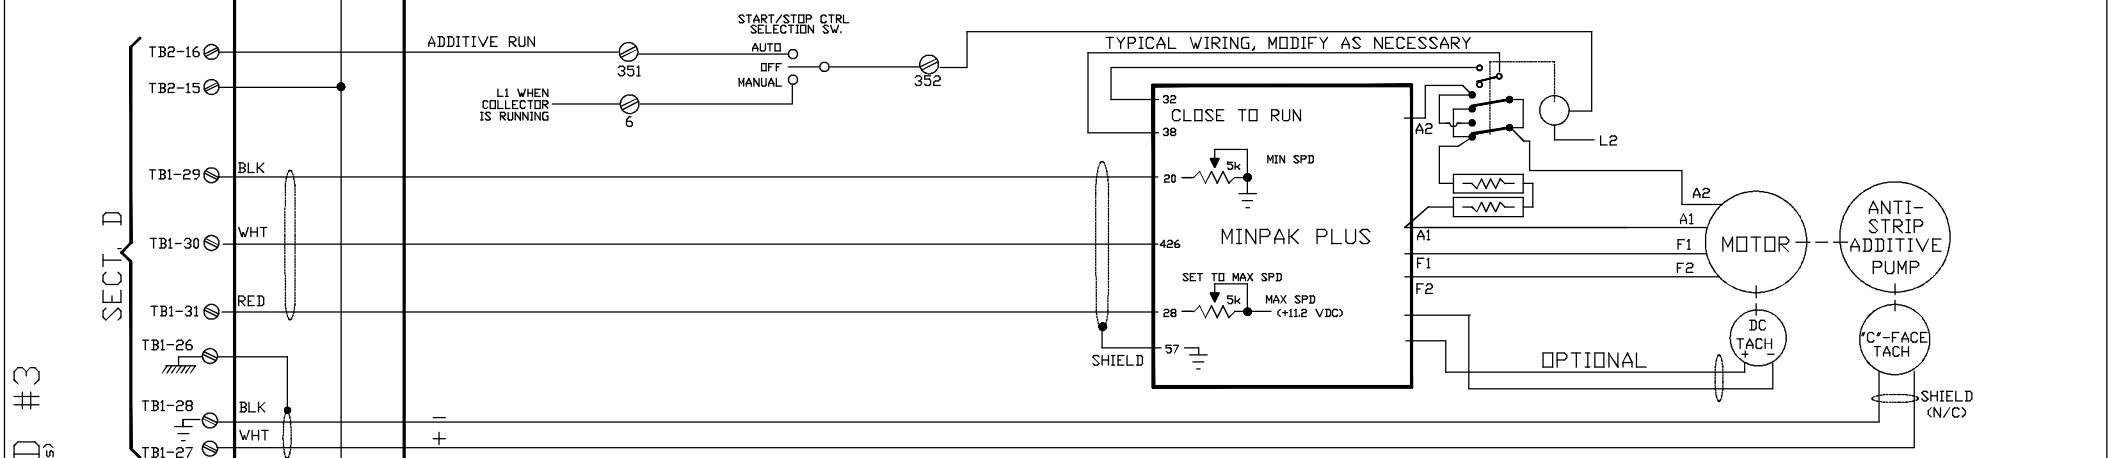 START/STOP CTRL
SELECTION SW.
TB2-16
ADDITIVE RUN
351
AUTO
OFF
MANUAL
352
TYPICAL WIRING, MODIFY AS NECESSARY
TB2-15
L1 WHEN
COLLECTOR
IS RUNNING
6
32
CLOSE TO RUN
38
A2
L2
TB1-29
BLK
20
5k
MIN SPD
A2
SECT. D
TB1-30
WHT
426
MINPAK PLUS
A1
A1
F1
F1
F2
F2
MOTOR
ANTI-
STRIP
ADDITIVE
PUMP
SET TO MAX SPD
TB1-31
RED
28
5k
MAX SPD
(+11.2 VDC)
TB1-26
57
SHIELD
OPTIONAL
DC
TACH
+ -
"C"-FACE
TACH
#3
TB1-28
BLK
-
SHIELD
(N/C)
TB1-27
WHT
+